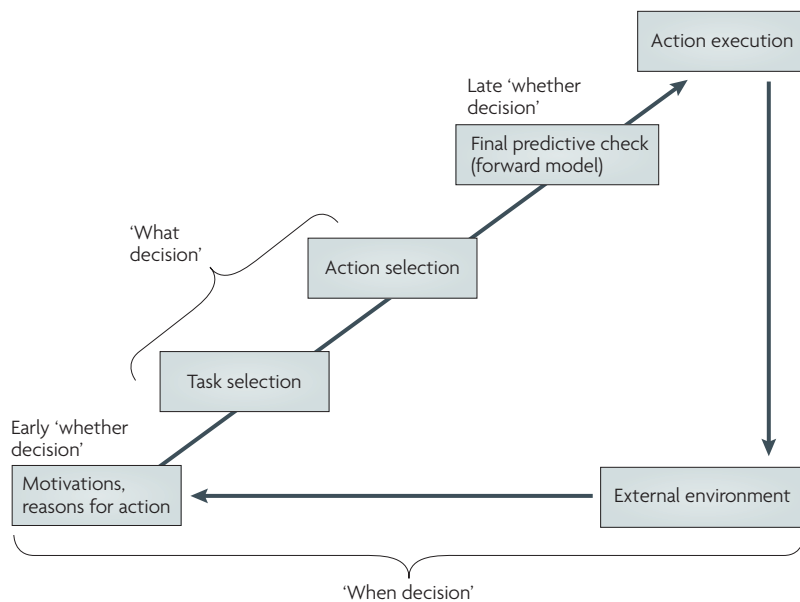 Action execution
Late ‘whether
decision’
Final predictive check
(forward model)
‘What
decision’
Action selection
Task selection
Early ‘whether
decision’
Motivations,
reasons for action
External environment
‘When decision’